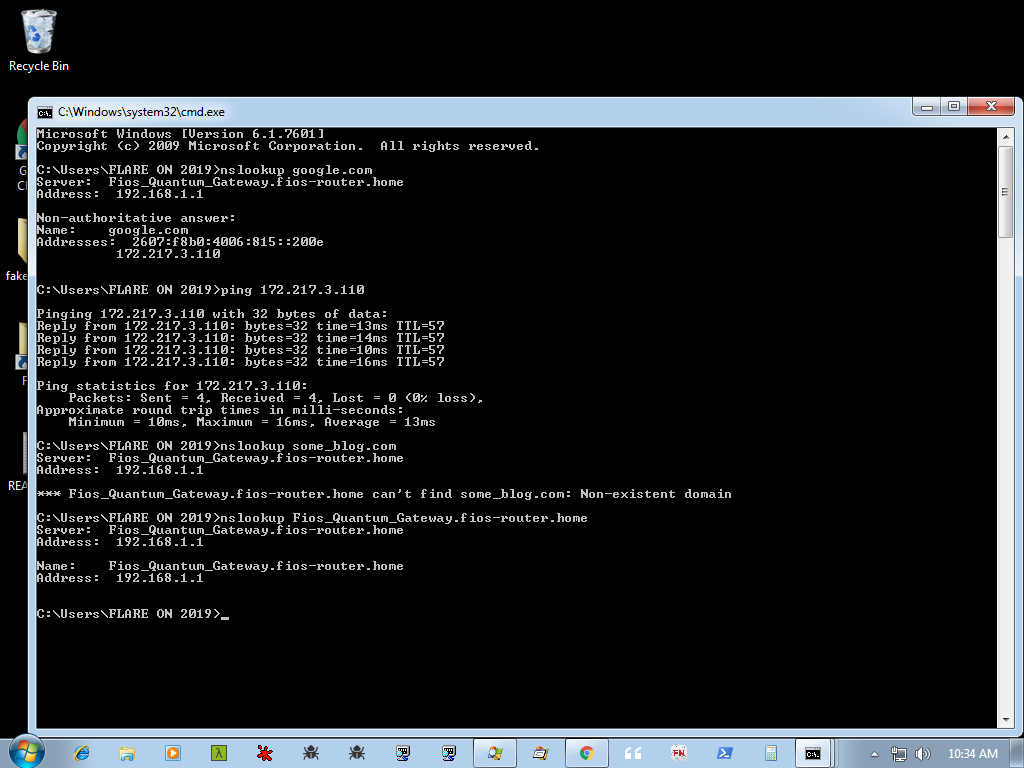 Recycle Bin
C:\Windows\system32\cmd.exe
Microsoft Windows [Version 6.1.7601]
Copyright (c) 2009 Microsoft Corporation.  All rights reserved.
C:\Users\FLARE ON 2019>nslookup google.com
Server:  Fios_Quantum_Gateway.fios-router.home
Address:  192.168.1.1
Non-authoritative answer:
Name:    google.com
Addresses:  2607:f8b0:4006:815::200e
172.217.3.110
C:\Users\FLARE ON 2019>ping 172.217.3.110
Pinging 172.217.3.110 with 32 bytes of data:
Reply from 172.217.3.110: bytes=32 time=13ms TTL=57
Reply from 172.217.3.110: bytes=32 time=14ms TTL=57
Reply from 172.217.3.110: bytes=32 time=10ms TTL=57
Reply from 172.217.3.110: bytes=32 time=16ms TTL=57
Ping statistics for 172.217.3.110:
Packets: Sent = 4, Received = 4, Lost = 0 (0% loss),
Approximate round trip times in milli-seconds:
Minimum = 10ms, Maximum = 16ms, Average = 13ms
C:\Users\FLARE ON 2019>nslookup some_blog.com
Server:  Fios_Quantum_Gateway.fios-router.home
Address:  192.168.1.1
*** Fios_Quantum_Gateway.fios-router.home can't find some_blog.com: Non-existent domain
C:\Users\FLARE ON 2019>nslookup Fios_Quantum_Gateway.fios-router.home
Server:  Fios_Quantum_Gateway.fios-router.home
Address:  192.168.1.1
Name:    Fios_Quantum_Gateway.fios-router.home
Address:  192.168.1.1
C:\Users\FLARE ON 2019>_
fake
REA
10:34 AM